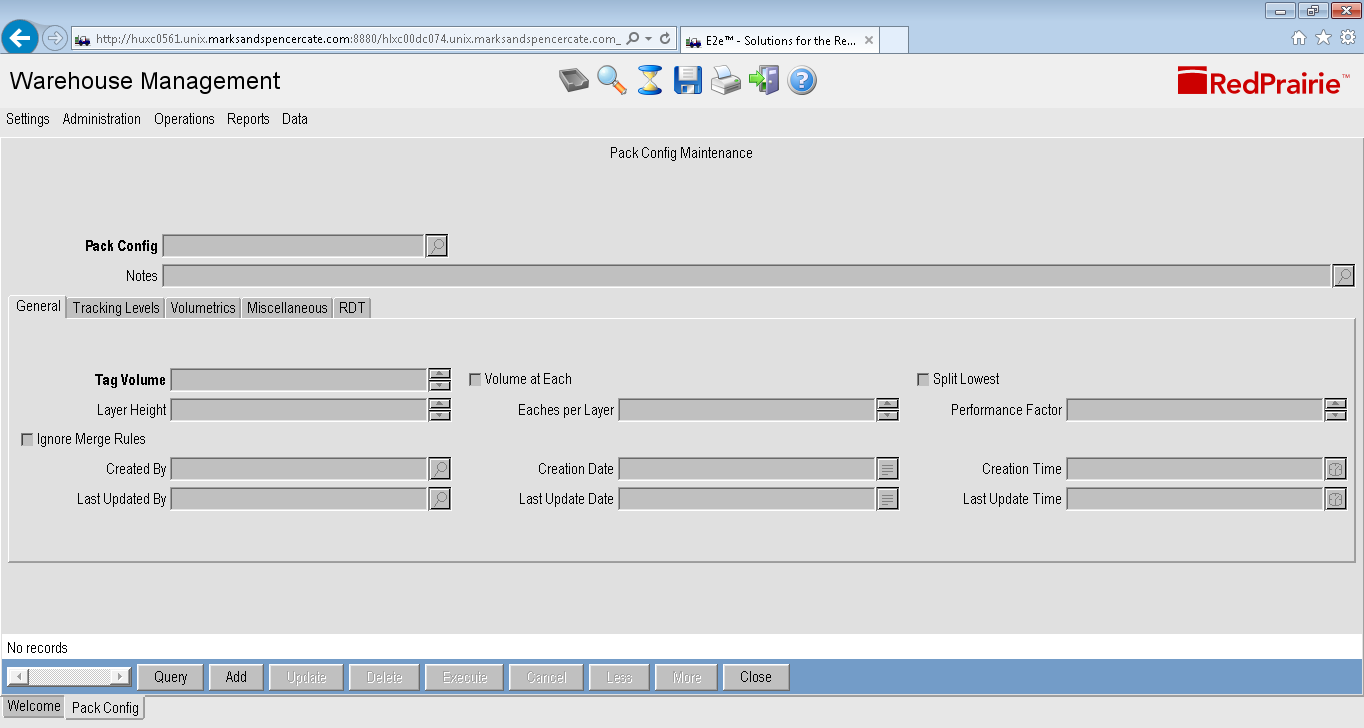 http://huxc0561.unix.marksandspencercate.com:8880/hlxc00dc074.unix.marksandspencercate.com_
E2e™ - Solutions for the Re...
Warehouse Management
RedPrairie™
Settings Administration Operations Reports Data
Pack Config Maintenance
Pack Config
Notes
General Tracking Levels Volumetrics Miscellaneous RDT
Tag Volume Volume at Each Split Lowest
Layer Height Eaches per Layer Performance Factor
Ignore Merge Rules
Created By Creation Date Creation Time
Last Updated By Last Update Date Last Update Time
No records
Query Add Update Delete Execute Cancel Less More Close
Welcome Pack Config